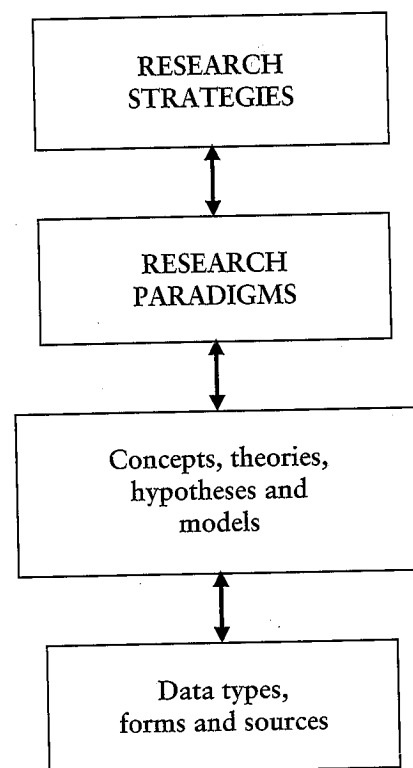 RESEARCH
STRATEGIES
RESEARCH
PARADIGMS
Concepts, theories,
hypotheses and
models
Data types,
forms and sources